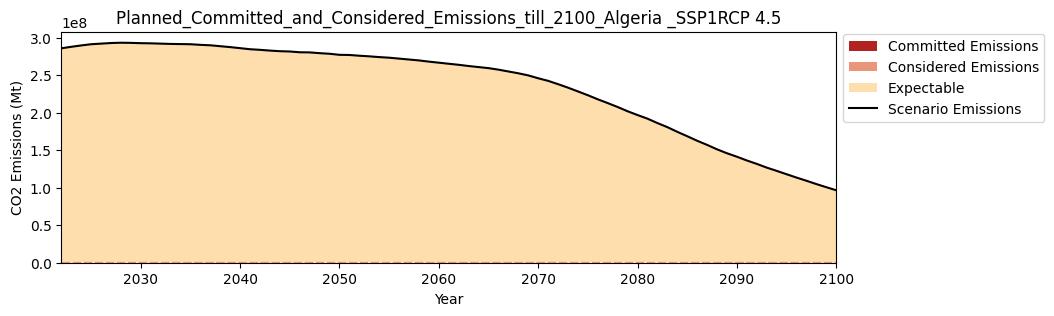 Planned_Committed_and_Considered_Emissions_till_2100_Algeria _SSP1RCP 4.5
1e8
3.0
2.5
2.0
1.5
1.0
0.5
0.0
CO2 Emissions (Mt)
2030 2040 2050 2060 2070 2080 2090 2100
Year
Committed Emissions
Considered Emissions
Expectable
Scenario Emissions